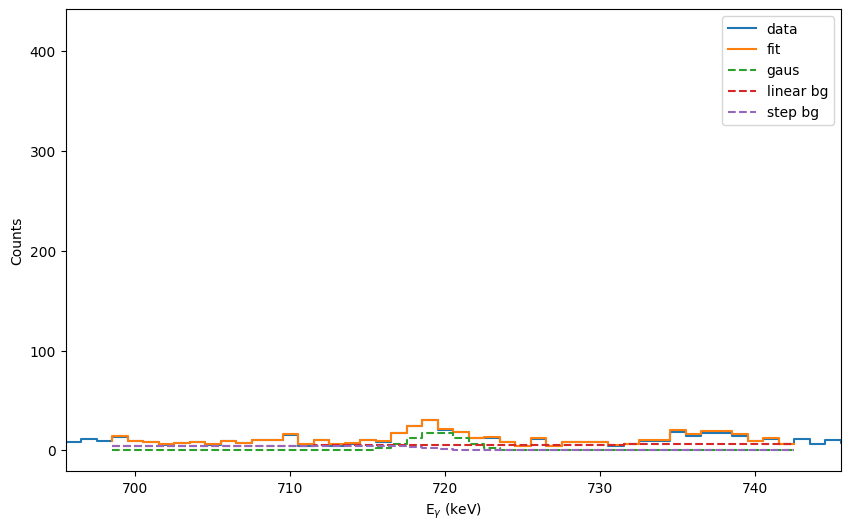 data
fit
gaus
linear bg
step bg
400
300
200
100
0
Counts
700
710
720
730
740
Eγ (keV)